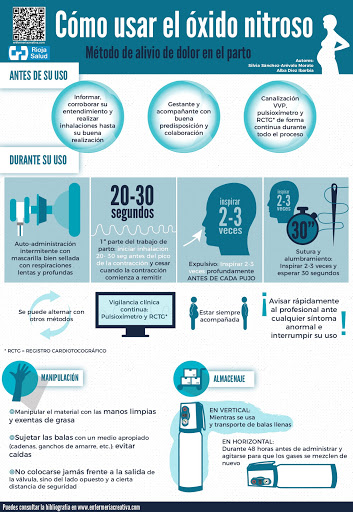 Cómo usar el óxido nitroso
Rioja
Salud
Método de alivio de dolor en el parto
Autores:
Silvia Sánchez-Arévalo Morato
Alba Díez Ibarbia
ANTES DE SU USO
Informar,
corroborar su
entendimiento y
realizar
inhalaciones hasta
su buena
realización
Gestante y
acompañante con
buena
predisposición y
colaboración
Canalización
VVP,
pulsioxímetro y
RCTG* de forma
continua durante
todo el proceso
DURANTE SU USO
Auto-administración
intermitente con
mascarilla bien sellada
con respiraciones
lentas y profundas
20-30
segundos
1ª parte del trabajo de
parto: iniciar inhalación
20- 30 seg antes del pico
de la contracción y cesar
cuando la contracción
comienza a remitir
inspirar
2-3
veces
Expulsivo: Inspirar 2-3
veces profundamente
ANTES DE CADA PUJO
inspirar
2-3
veces
30"
Sutura y
alumbramiento:
Inspirar 2-3 veces y
esperar 30 segundos
Se puede alternar con
otros métodos
Vigilancia clínica
continua:
Pulsioxímetro y RCTG*
Estar siempre
acompañada
¡Avisar rápidamente
al profesional ante
cualquier síntoma
anormal e
interrumpir su uso!
* RCTG = REGISTRO CARDIOTOCOGRÁFICO
MANIPULACIÓN
Manipular el material con las manos limpias
y exentas de grasa
Sujetar las balas con un medio apropiado
(cadenas, ganchos de amarre, etc.) evitar
caídas
No colocarse jamás frente a la salida de
la válvula, sino del lado opuesto y a cierta
distancia de seguridad
ALMACENAJE
EN VERTICAL:
Mientras se usa
y transporte de balas llenas
EN HORIZONTAL:
Durante 48 horas antes de administrar y
agitarse para que los gases se mezclen de
nuevo
Puedes consultar la bibliografía en www.enfermeriacreativa.com